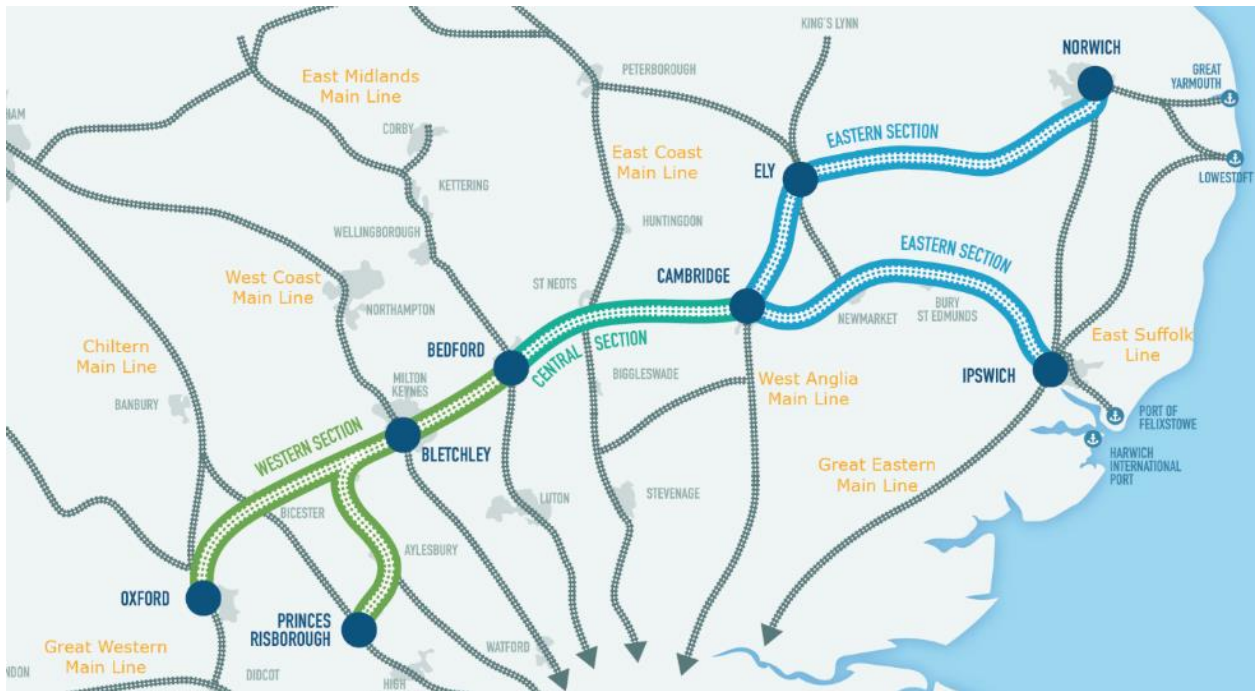 KING'S LYNN
NORWICH
East Midlands
Main Line
PETERBOROUGH
GREAT
YARMOUTH
NAM
CORBY
EASTERN SECTION
East Coast
Main Line
ELY
LOWESTOFT
KETTERING
HUNTINGDON
WELLINGBOROUGH
EASTERN SECTION
West Coast
Main Line
CAMBRIDGE
ST NEOTS
NORTHAMPTON
NEWMARKET
BURY
ST EDMUNDS
Chiltern
Main Line
BEDFORD
CENTRAL SECTION
East Suffolk
Line
BIGGLESWADE
West Anglia
Main Line
IPSWICH
MILTON
KEYNES
BANBURY
PORT OF
FELIXSTOWE
WESTERN SECTION
BLETCHLEY
HARWICH
INTERNATIONAL
PORT
Great Eastern
Main Line
LUTON
STEVENAGE
BICESTER
AYLESBURY
OXFORD
PRINCES
RISBOROUGH
Great Western
Main Line
WATFORD
NDON
DIDCOT
HIGH